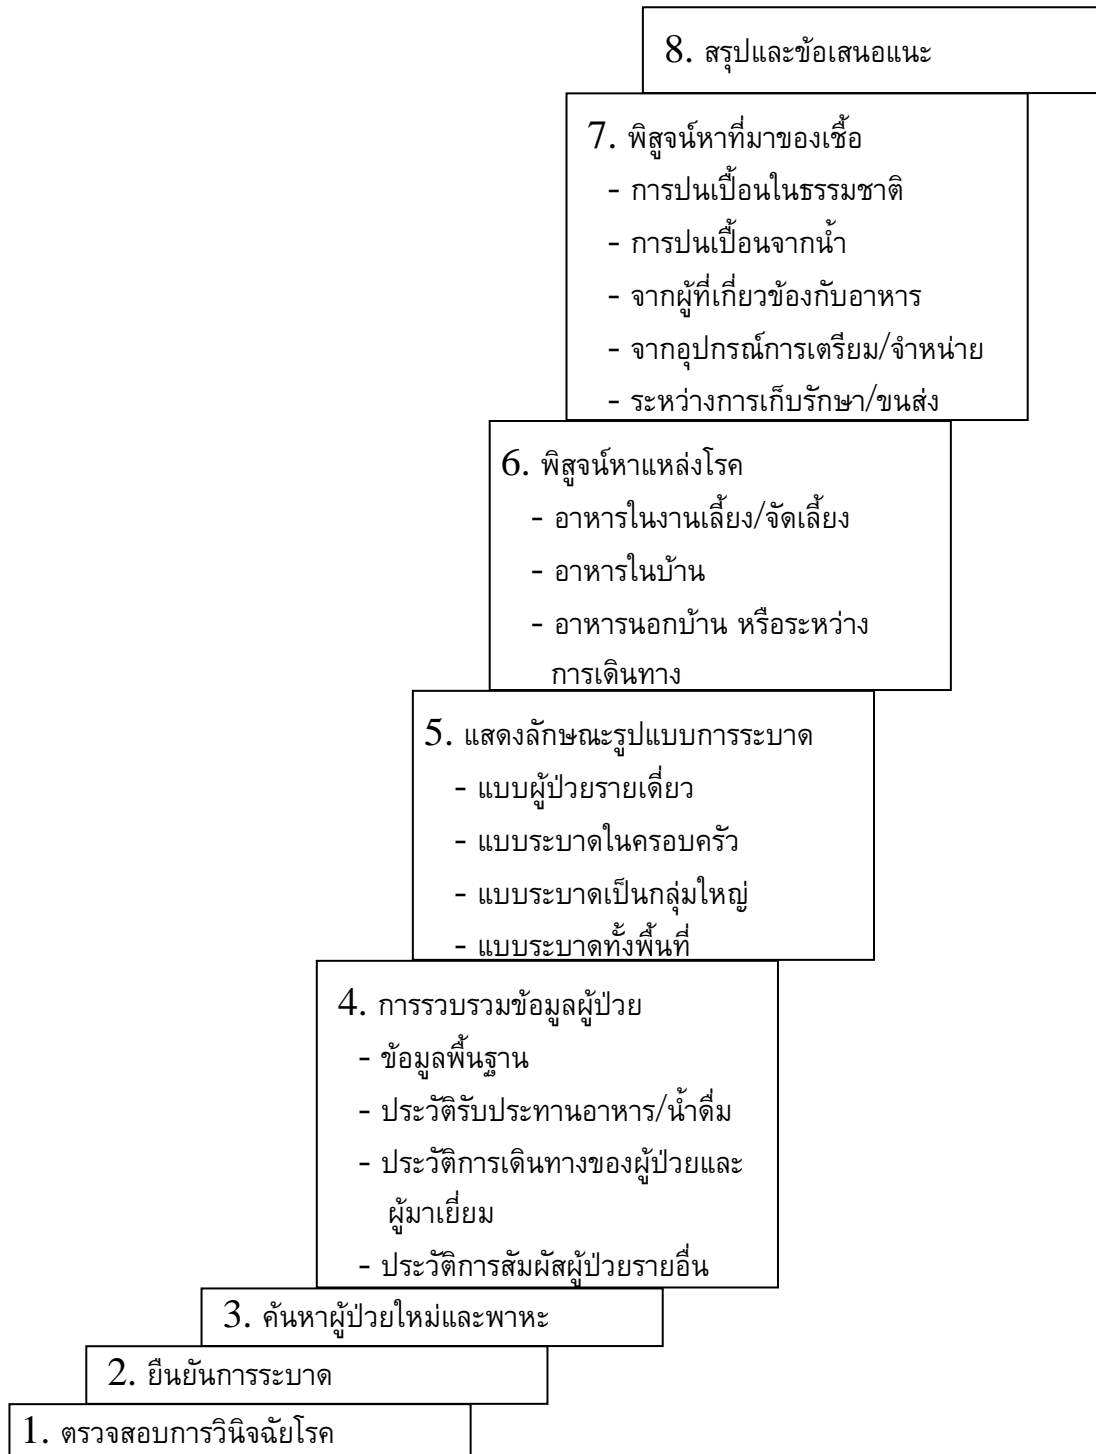 8. สรุปและข้อเสนอแนะ
7. พิสูจน์หาที่มาของเชื้อ
- การปนเปื้อนในธรรมชาติ
- การปนเปื้อนจากน้ำ
- จากผู้ที่เกี่ยวข้องกับอาหาร
- จากอุปกรณ์การเตรียม/จำหน่าย
- ระหว่างการเก็บรักษา/ขนส่ง
6. พิสูจน์หาแหล่งโรค
- อาหารในงานเลี้ยง/จัดเลี้ยง
- อาหารในบ้าน
- อาหารนอกบ้าน หรือระหว่าง
การเดินทาง
5. แสดงลักษณะรูปแบบการระบาด
- แบบผู้ป่วยรายเดี่ยว
- แบบระบาดในครอบครัว
- แบบระบาดเป็นกลุ่มใหญ่
- แบบระบาดทั้งพื้นที่
4. การรวบรวมข้อมูลผู้ป่วย
- ข้อมูลพื้นฐาน
- ประวัติรับประทานอาหาร/น้ำดื่ม
- ประวัติการเดินทางของผู้ป่วยและ
ผู้มาเยี่ยม
- ประวัติการสัมผัสผู้ป่วยรายอื่น
3. ค้นหาผู้ป่วยใหม่และพาหะ
2. ยืนยันการระบาด
1. ตรวจสอบการวินิจฉัยโรค